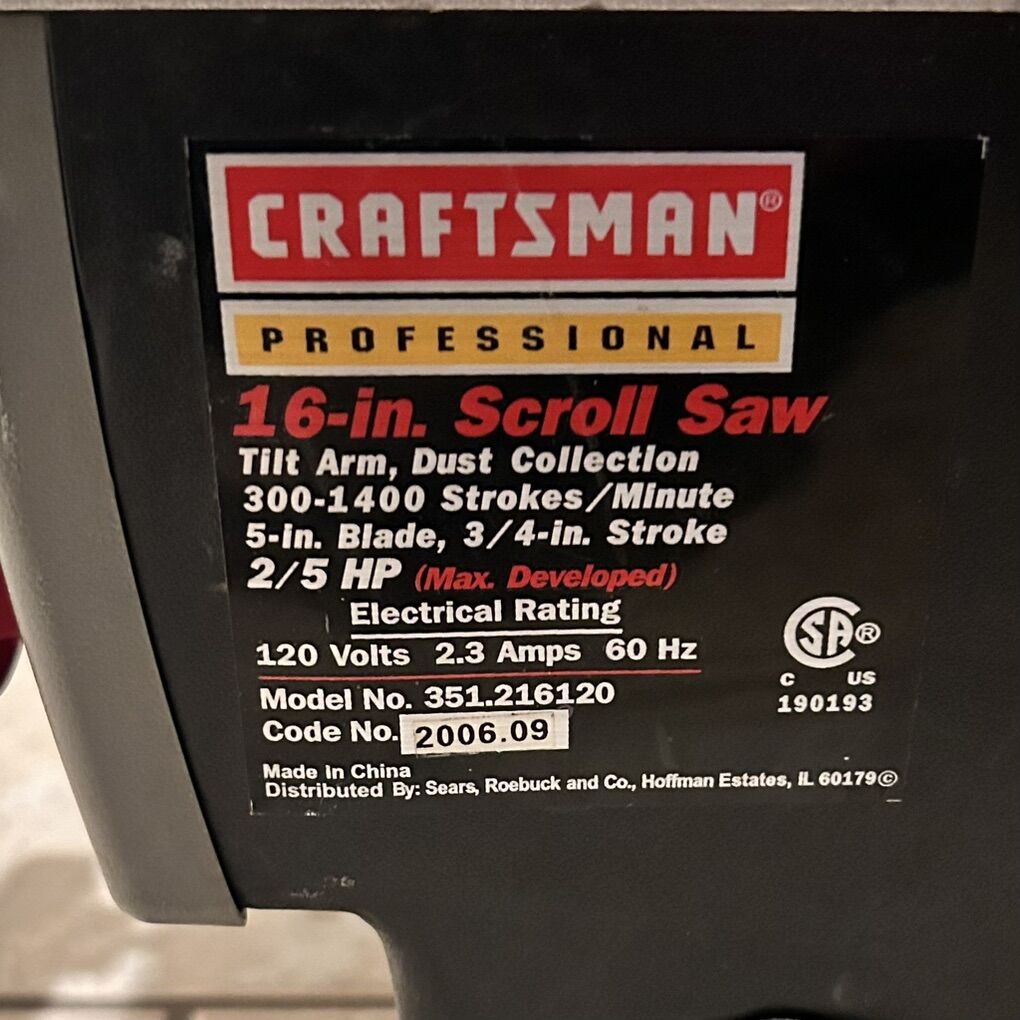 CRAFTSMAN®
PROFESSIONAL
16-in. Scroll Saw
Tilt Arm, Dust Collection
300-1400 Strokes/Minute
5-in. Blade, 3/4-in. Stroke
2/5 HP (Max. Developed)
Electrical Rating
120 Volts 2.3 Amps 60 Hz
Model No. 351.216120
Code No. 2006.09
Made in China
Distributed By: Sears, Roebuck and Co., Hoffman Estates, IL 60179©
SA®
C US
190193